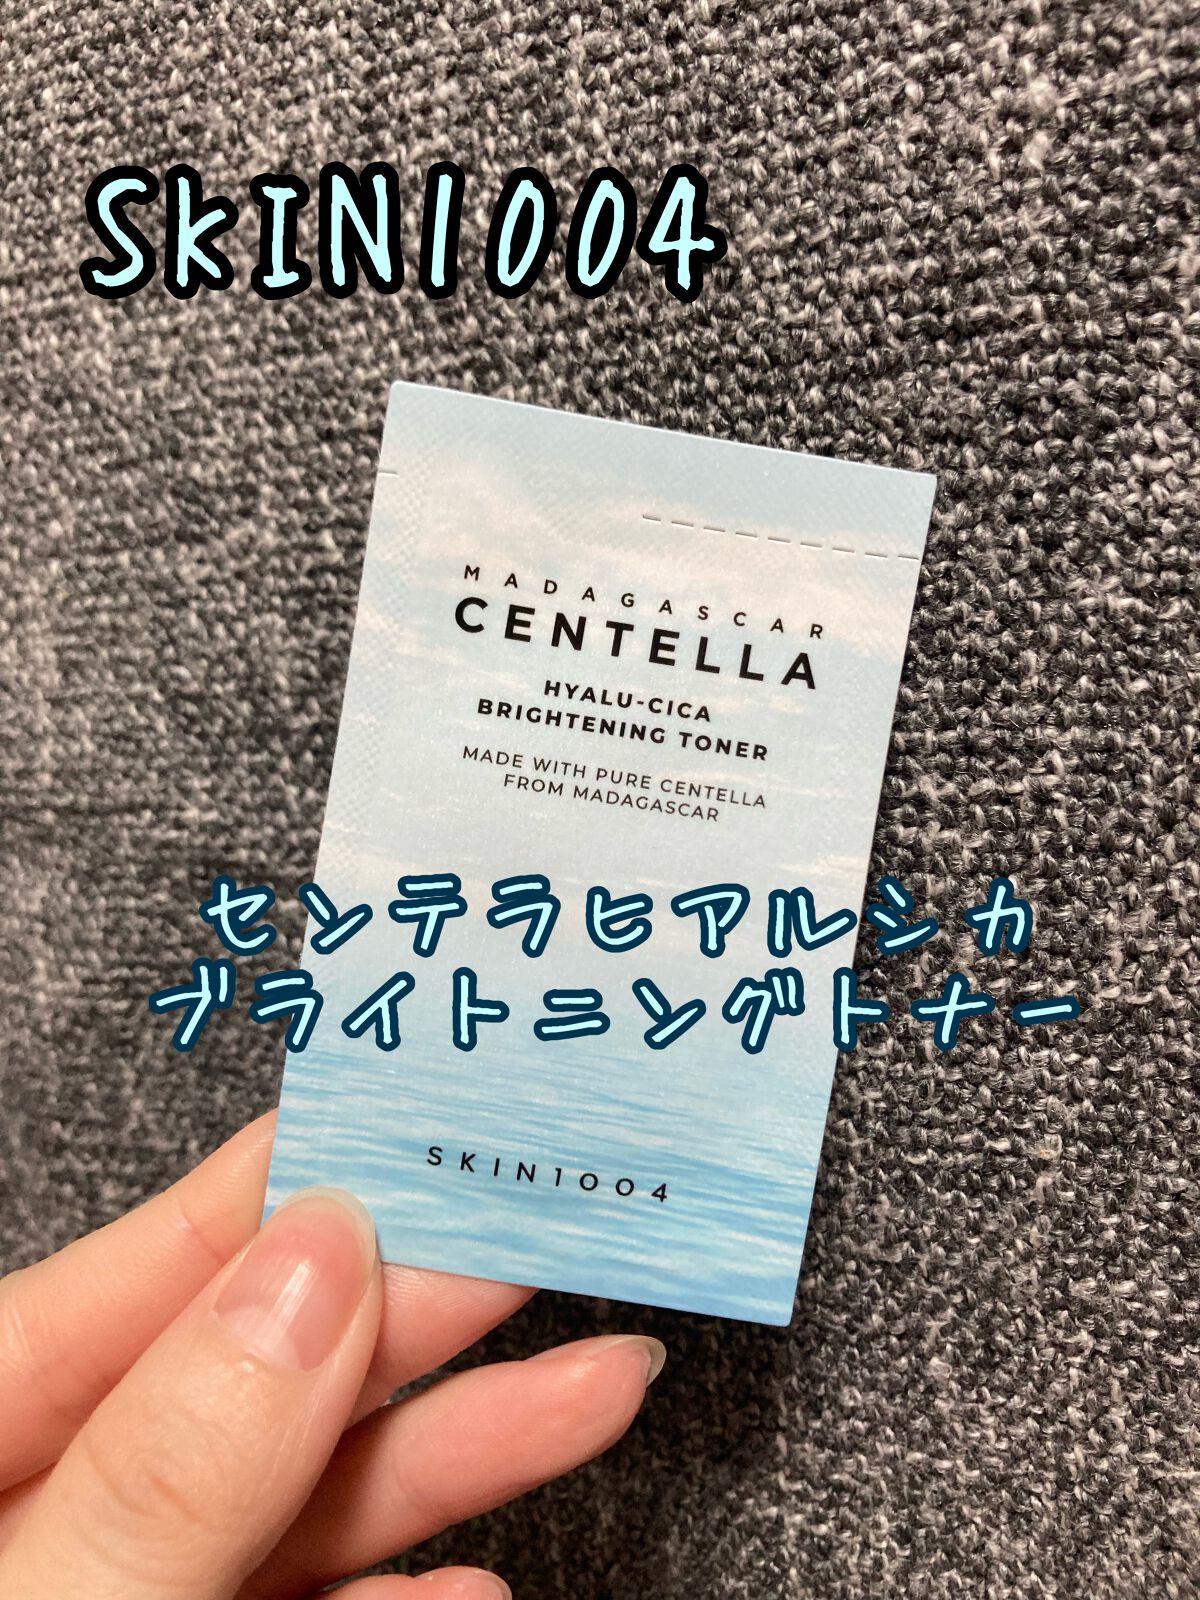 SKIN1004
MADAGASCAR
CENTELLA
HYALU-CICA
BRIGHTENING TONER
MADE WITH PURE CENTELLA
FROM MADAGASCAR
センテラヒアルシカ
ブライトニングトナー
SKIN1004